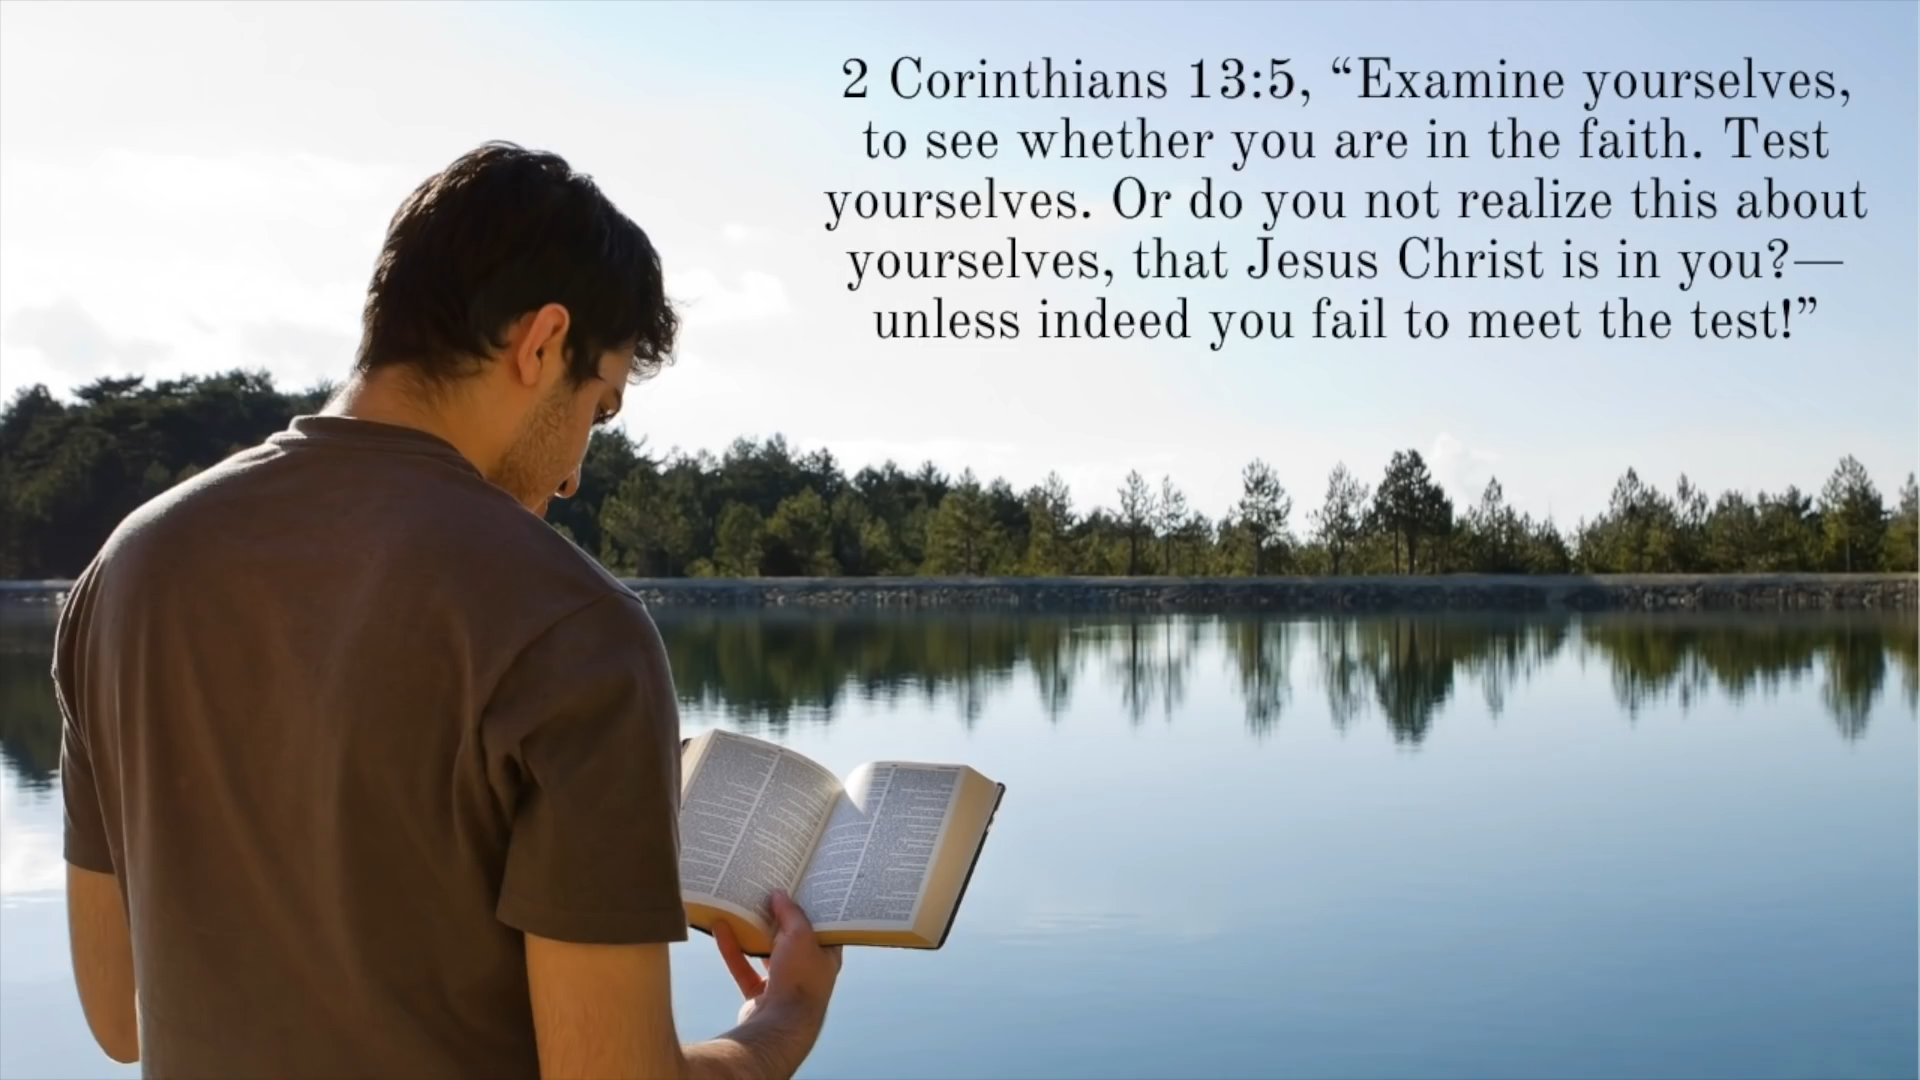 2 Corinthians 13:5, “Examine yourselves,
to see whether you are in the faith. Test
yourselves. Or do you not realize this about
yourselves, that Jesus Christ is in you?—
unless indeed you fail to meet the test!”